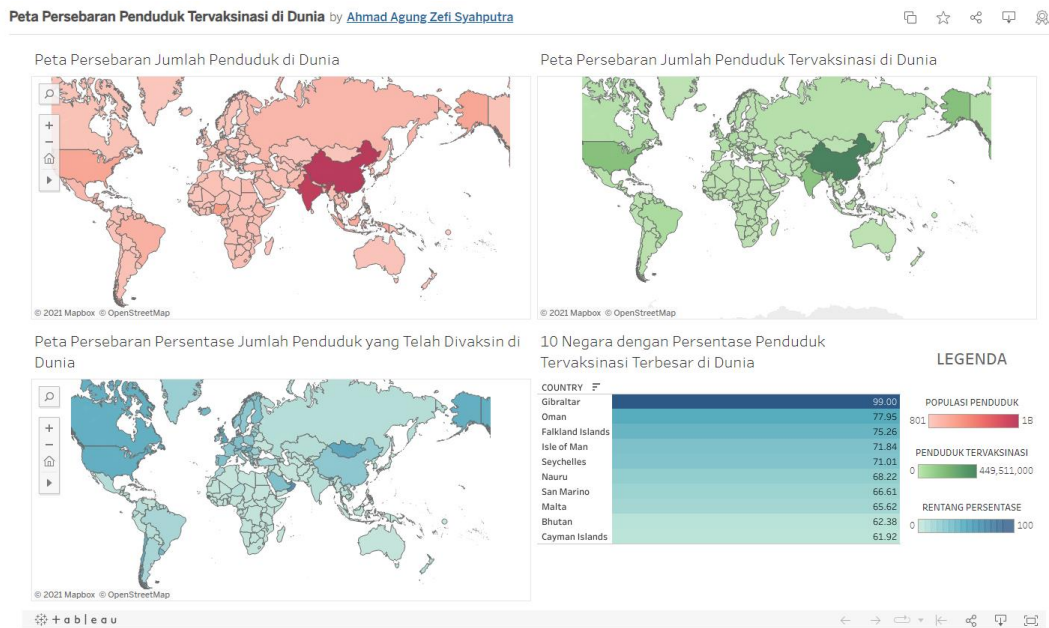 Peta Persebaran Penduduk Tervaksinasi di Dunia by Ahmad Agung Zefi Syahputra
Peta Persebaran Jumlah Penduduk di Dunia
Peta Persebaran Jumlah Penduduk Tervaksinasi di Dunia
© 2021 Mapbox © OpenStreetMap
© 2021 Mapbox © OpenStreetMap
Peta Persebaran Persentase Jumlah Penduduk yang Telah Divaksin di
Dunia
© 2021 Mapbox © OpenStreetMap
10 Negara dengan Persentase Penduduk
Tervaksinasi Terbesar di Dunia
COUNTRY
Gibraltar 99.00
Oman 77.95
Falkland Islands 75.26
Isle of Man 71.84
Seychelles 71.01
Nauru 68.22
San Marino 66.61
Malta 65.62
Bhutan 62.38
Cayman Islands 61.92
LEGENDA
POPULASI PENDUDUK
801 1B
PENDUDUK TERVAKSINASI
0 449,511,000
RENTANG PERSENTASE
0 100
+ableau